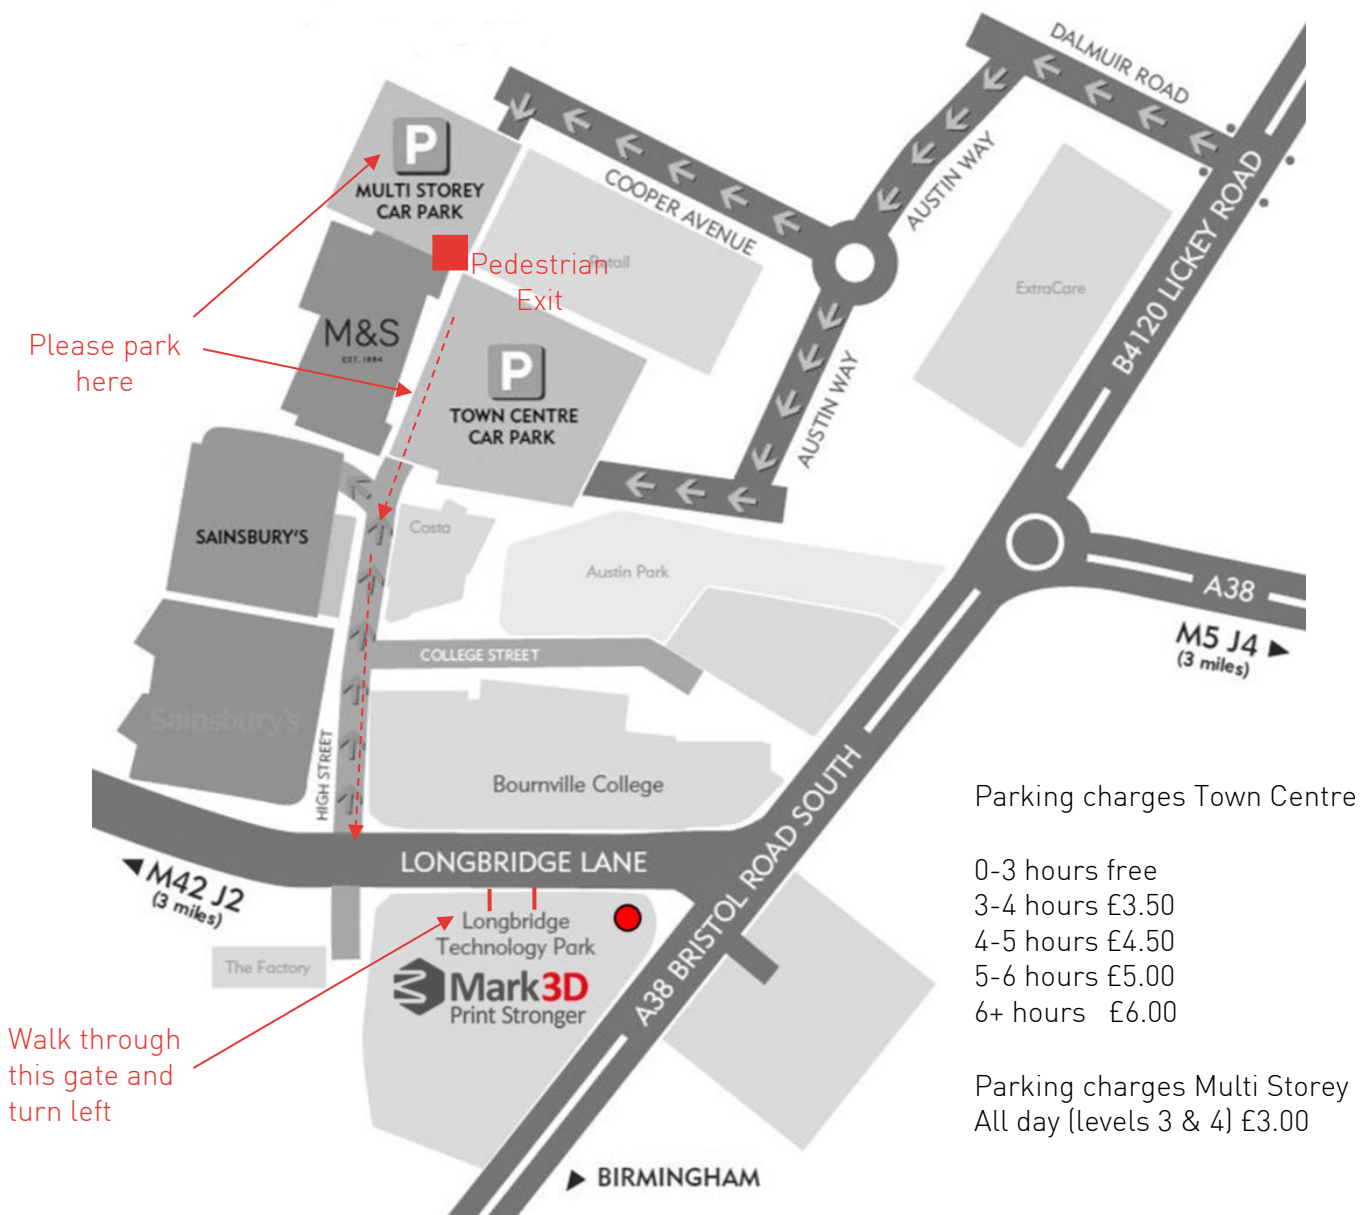 DALMUIR ROAD
P
MULTI STOREY
CAR PARK
COOPER AVENUE
AUSTIN WAY
B4120 LICKEY ROAD
Retail
Pedestrian
Exit
ExtraCare
M&S
EST. 1884
Please park
here
P
TOWN CENTRE
CAR PARK
AUSTIN WAY
SAINSBURY'S
Costa
Austin Park
A38
M5 J4
(3 miles)
COLLEGE STREET
Sainsbury's
HIGH STREET
Bournville College
Parking charges Town Centre
0-3 hours free
3-4 hours £3.50
4-5 hours £4.50
5-6 hours £5.00
6+ hours £6.00
Parking charges Multi Storey
All day (levels 3 & 4) £3.00
LONGBRIDGE LANE
M42 J2
(3 miles)
A38 BRISTOL ROAD SOUTH
Longbridge
Technology Park
The Factory
Mark3D
Print Stronger
Walk through
this gate and
turn left
BIRMINGHAM